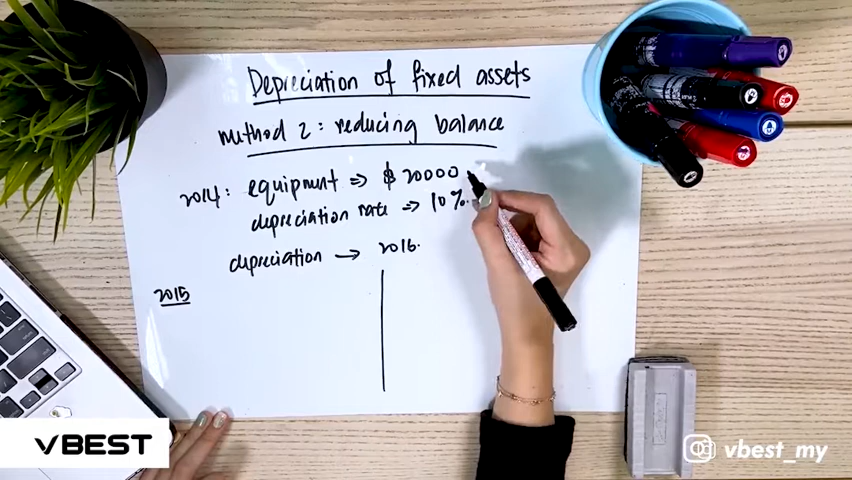 Depreciation of fixed assets
method 2: reducing balance
2014: equipment => $ 20000
depreciation rate => 10%.
depreciation → 2016.
2015
VBEST
vbest_my